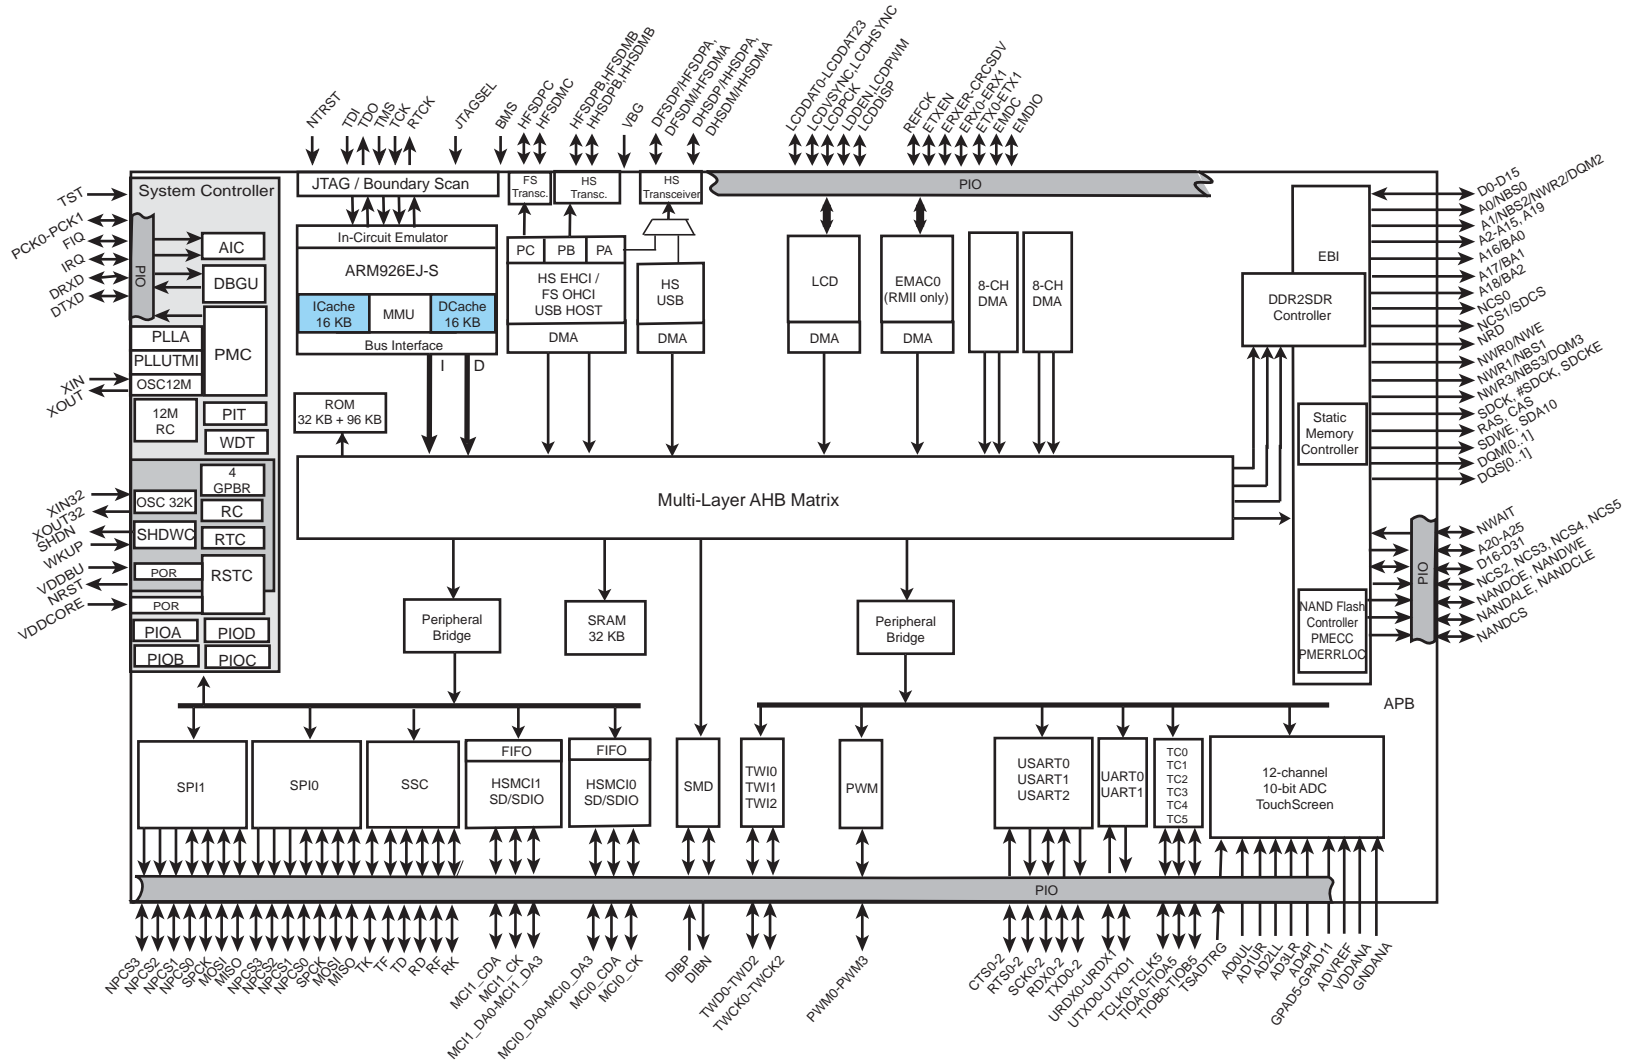 NTRST
TDI
TDO
TMS
TCK
RTCK
JTAGSEL
BMS
HFSDPC
HFSDMC
HFSDPB,HFSDMB
HHSDPB,HHSDMB
VBG
DFSDP/HFSDPA,
DFSDM/HFSDMA
DHSDP/HHSDPA,
DHSDM/HHSDMA
LCDDAT0-LCDDAT23
LCDVSYNC,LCDHSYNC
LCDPCK
LDDEN,LCDPWM
LCDDISP
REFCK
ETXEN
ERXER-CRCSDV
ERX0-ERX1
ETX0-ETX1
EMDC
EMDIO
TST
PCK0-PCK1
FIQ
IRQ
DRXD
DTXD
XIN
XOUT
XIN32
XOUT32
SHDN
WKUP
VDDBU
NRST
VDDCORE
System Controller
PIO
AIC
DBGU
PLLA
PLLUTMI
OSC12M
PMC
12M
RC
PIT
WDT
4
GPBR
OSC 32K
RC
SHDWC
RTC
POR
RSTC
POR
PIOA
PIOD
PIOB
PIOC
JTAG / Boundary Scan
In-Circuit Emulator
ARM926EJ-S
ICache
16 KB
MMU
DCache
16 KB
Bus Interface
I
D
ROM
32 KB + 96 KB
FS
Transc.
HS
Transc.
HS
Transceiver
PC
PB
PA
HS EHCI /
FS OHCI
USB HOST
DMA
HS
USB
DMA
PIO
LCD
DMA
EMAC0
(RMII only)
DMA
8-CH
DMA
8-CH
DMA
Multi-Layer AHB Matrix
EBI
DDR2SDR
Controller
Static
Memory
Controller
NAND Flash
Controller
PMECC
PMERRLOC
PIO
D0-D15
A0/NBS0
A1/NBS2/NWR2/DQM2
A2-A15, A19
A16/BA0
A17/BA1
A18/BA2
NCS0
NCS1/SDCS
NRD
NWR0/NWE
NWR1/NBS1
NWR3/NBS3/DQM3
SDCK, #SDCK, SDCKE
RAS, CAS
SDWE, SDA10
DQM[0..1]
DQS[0..1]
NWAIT
A20-A25
D16-D31
NCS2, NCS3, NCS4, NCS5
NANDOE, NANDWE
NANDALE, NANDCLE
NANDCS
Peripheral
Bridge
SRAM
32 KB
Peripheral
Bridge
APB
SPI1
SPI0
SSC
FIFO
HSMCI1
SD/SDIO
FIFO
HSMCI0
SD/SDIO
SMD
TWI0
TWI1
TWI2
PWM
USART0
USART1
USART2
UART0
UART1
TC0
TC1
TC2
TC3
TC4
TC5
12-channel
10-bit ADC
TouchScreen
PIO
NPCS3
NPCS2
NPCS1
NPCS0
SPCK
MOSI
MISO
NPCS3
NPCS2
NPCS1
NPCS0
SPCK
MOSI
MISO
TK
TF
TD
RD
RF
RK
MCI1_CDA
MCI1_CK
MCI1_DA0-MCI1_DA3
MCI0_DA0-MCI0_DA3
MCI0_CDA
MCI0_CK
DIBP
DIBN
TWD0-TWD2
TWCK0-TWCK2
PWM0-PWM3
CTS0-2
RTS0-2
SCK0-2
RDX0-2
TXD0-2
URDX0-URDX1
UTXD0-UTXD1
TCLK0-TCLK5
TIOA0-TIOA5
TIOB0-TIOB5
TSADTRG
AD0UL
AD1UR
AD2LL
AD3LR
AD4PI
GPAD5-GPAD11
ADVREF
VDDANA
GNDANA